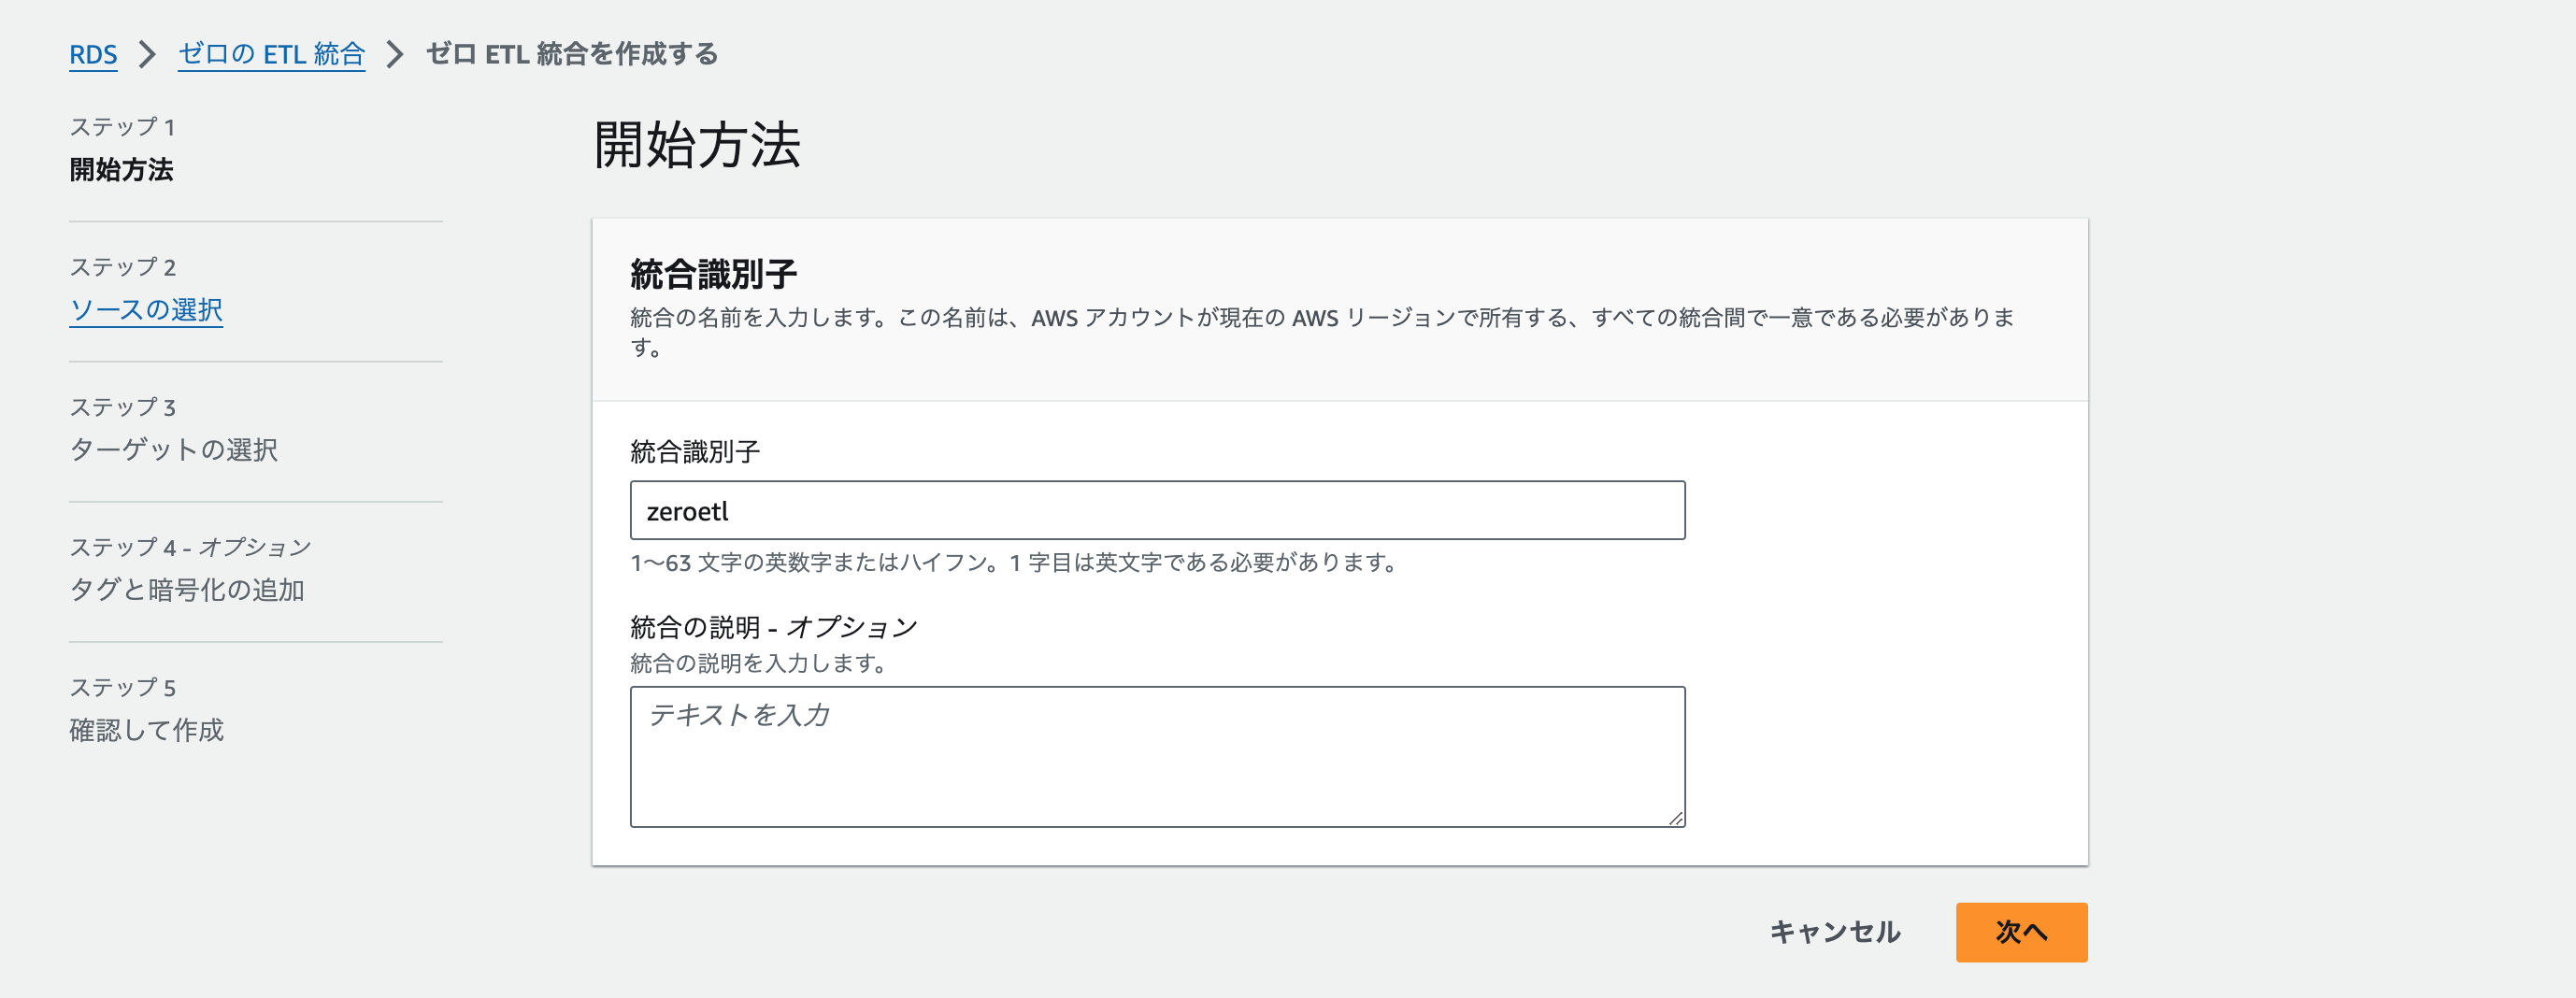 RDS > ゼロの ETL 統合 > ゼロ ETL 統合を作成する
ステップ 1
開始方法
ステップ 2
ソースの選択
ステップ 3
ターゲットの選択
ステップ 4 - オプション
タグと暗号化の追加
ステップ 5
確認して作成
開始方法
統合識別子
統合の名前を入力します。この名前は、AWS アカウントが現在の AWS リージョンで所有する、すべての統合間で一意である必要がありま
す。
統合識別子
zeroetl
1〜63 文字の英数字またはハイフン。1 字目は英文字である必要があります。
統合の説明 - オプション
統合の説明を入力します。
テキストを入力
キャンセル
次へ